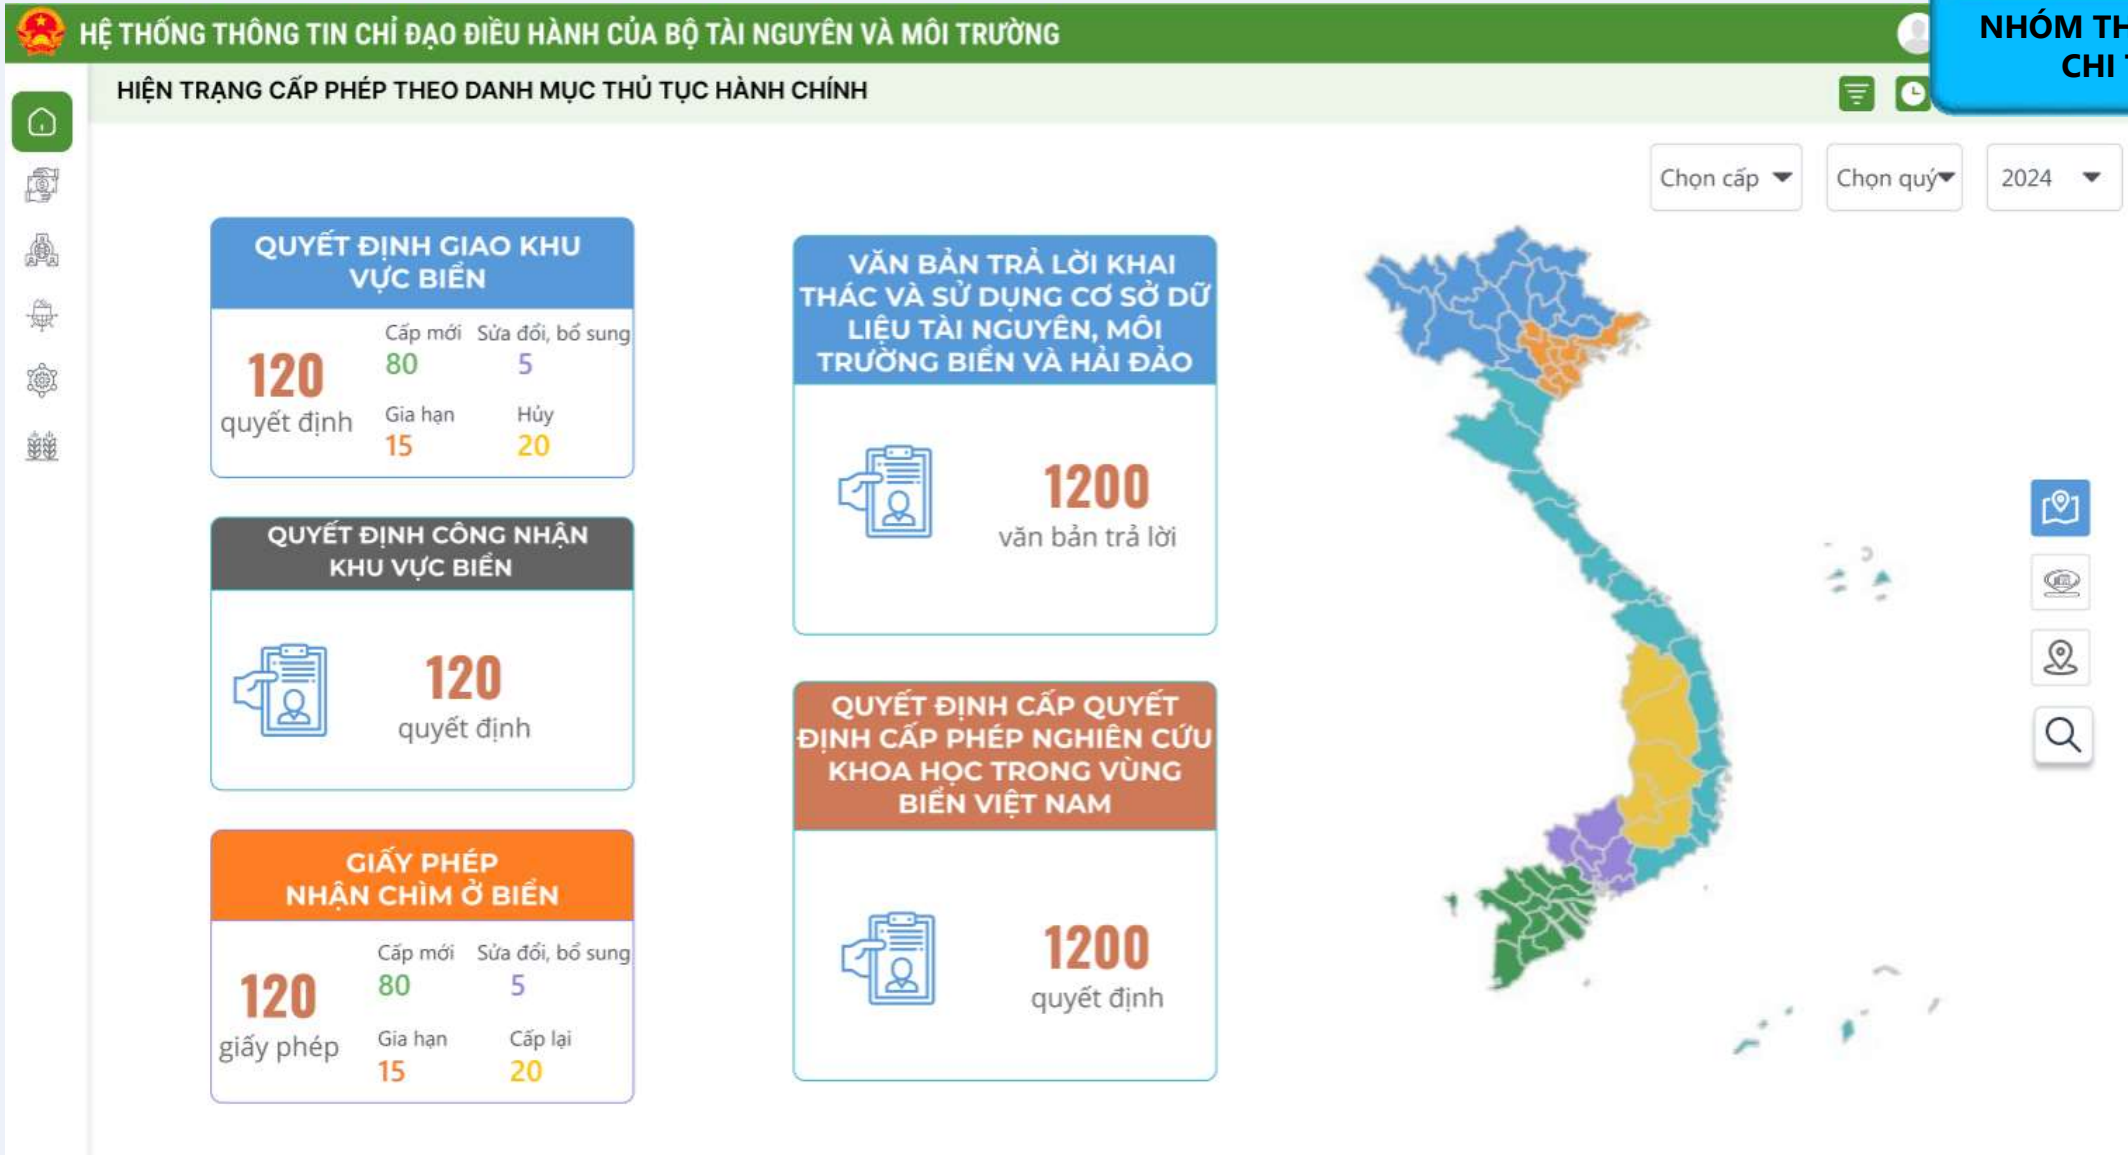 HỆ THỐNG THÔNG TIN CHỈ ĐẠO ĐIỀU HÀNH CỦA BỘ TÀI NGUYÊN VÀ MÔI TRƯỜNG
NHÓM
CHI
HIỆN TRẠNG CẤP PHÉP THEO DANH MỤC THỦ TỤC HÀNH CHÍNH
Chọn cấp
Chọn quý
2024
QUYẾT ĐỊNH GIAO KHU
VỰC BIỂN
120
quyết định
Cấp mới
80
Sửa đổi, bổ sung
5
Gia hạn
15
Hủy
20
QUYẾT ĐỊNH CÔNG NHẬN
KHU VỰC BIỂN
120
quyết định
GIẤY PHÉP
NHẬN CHÌM Ở BIỂN
120
giấy phép
Cấp mới
80
Sửa đổi, bổ sung
5
Gia hạn
15
Cấp lại
20
VĂN BẢN TRẢ LỜI KHAI
THÁC VÀ SỬ DỤNG CƠ SỞ DỮ
LIỆU TÀI NGUYÊN, MÔI
TRƯỜNG BIỂN VÀ HẢI ĐẢO
1200
văn bản trả lời
QUYẾT ĐỊNH CẤP QUYẾT
ĐỊNH CẤP PHÉP NGHIÊN CỨU
KHOA HỌC TRONG VÙNG
BIỂN VIỆT NAM
1200
quyết định